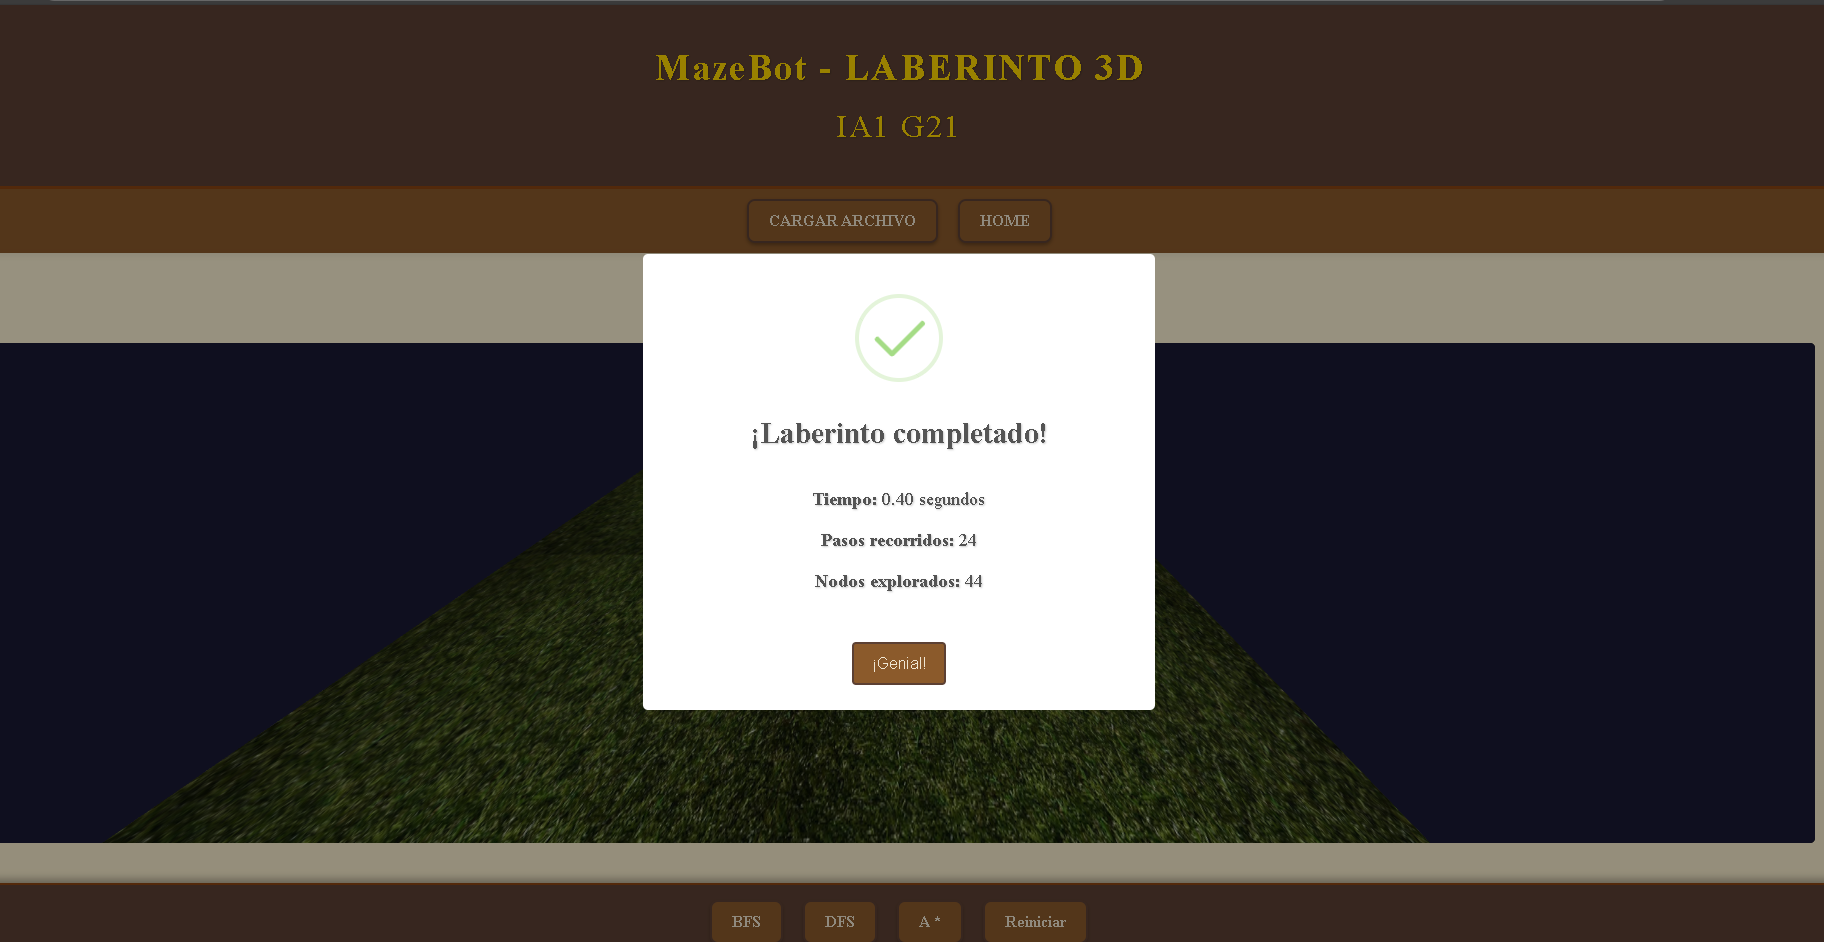 MazeBot - LABERINTO 3D
IA1 G21
CARGAR ARCHIVO HOME
¡Laberinto completado!
Tiempo: 0.40 segundos
Pasos recorridos: 24
Nodos explorados: 44
¡Genial!
BFS DFS A * Reiniciar